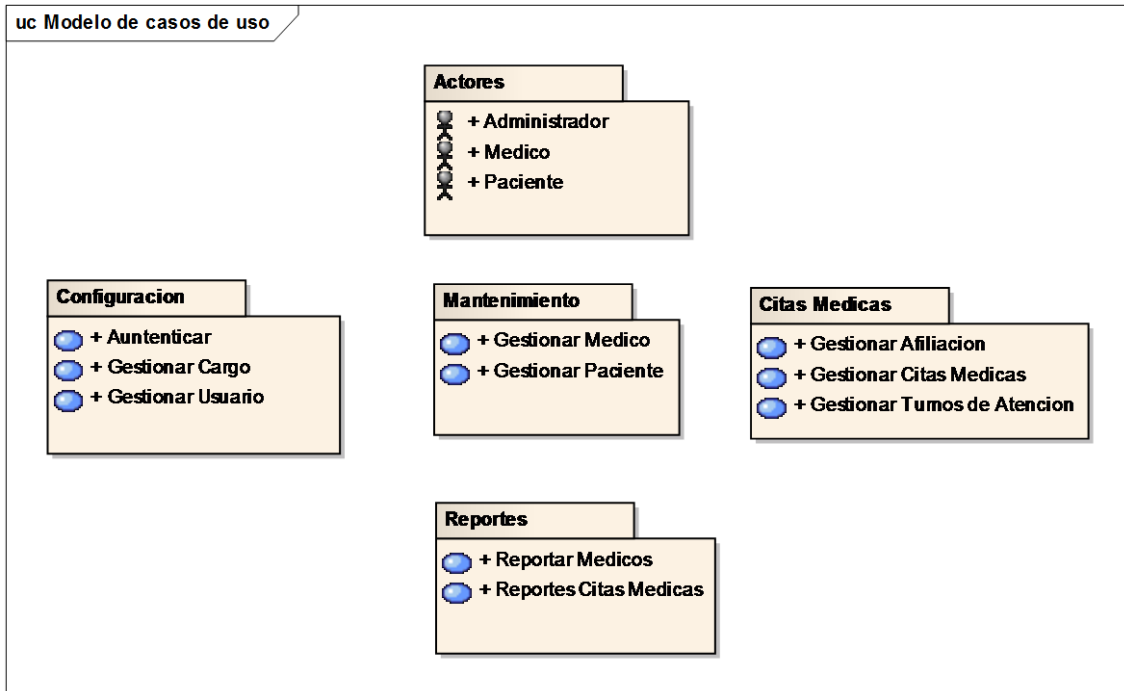 uc Modelo de casos de uso
Actores
+ Administrador
+ Medico
+ Paciente
Configuracion
+ Auntenticar
+ Gestionar Cargo
+ Gestionar Usuario
Mantenimiento
+ Gestionar Medico
+ Gestionar Paciente
Citas Medicas
+ Gestionar Afiliacion
+ Gestionar Citas Medicas
+ Gestionar Turnos de Atencion
Reportes
+ Reportar Medicos
+ Reportes Citas Medicas